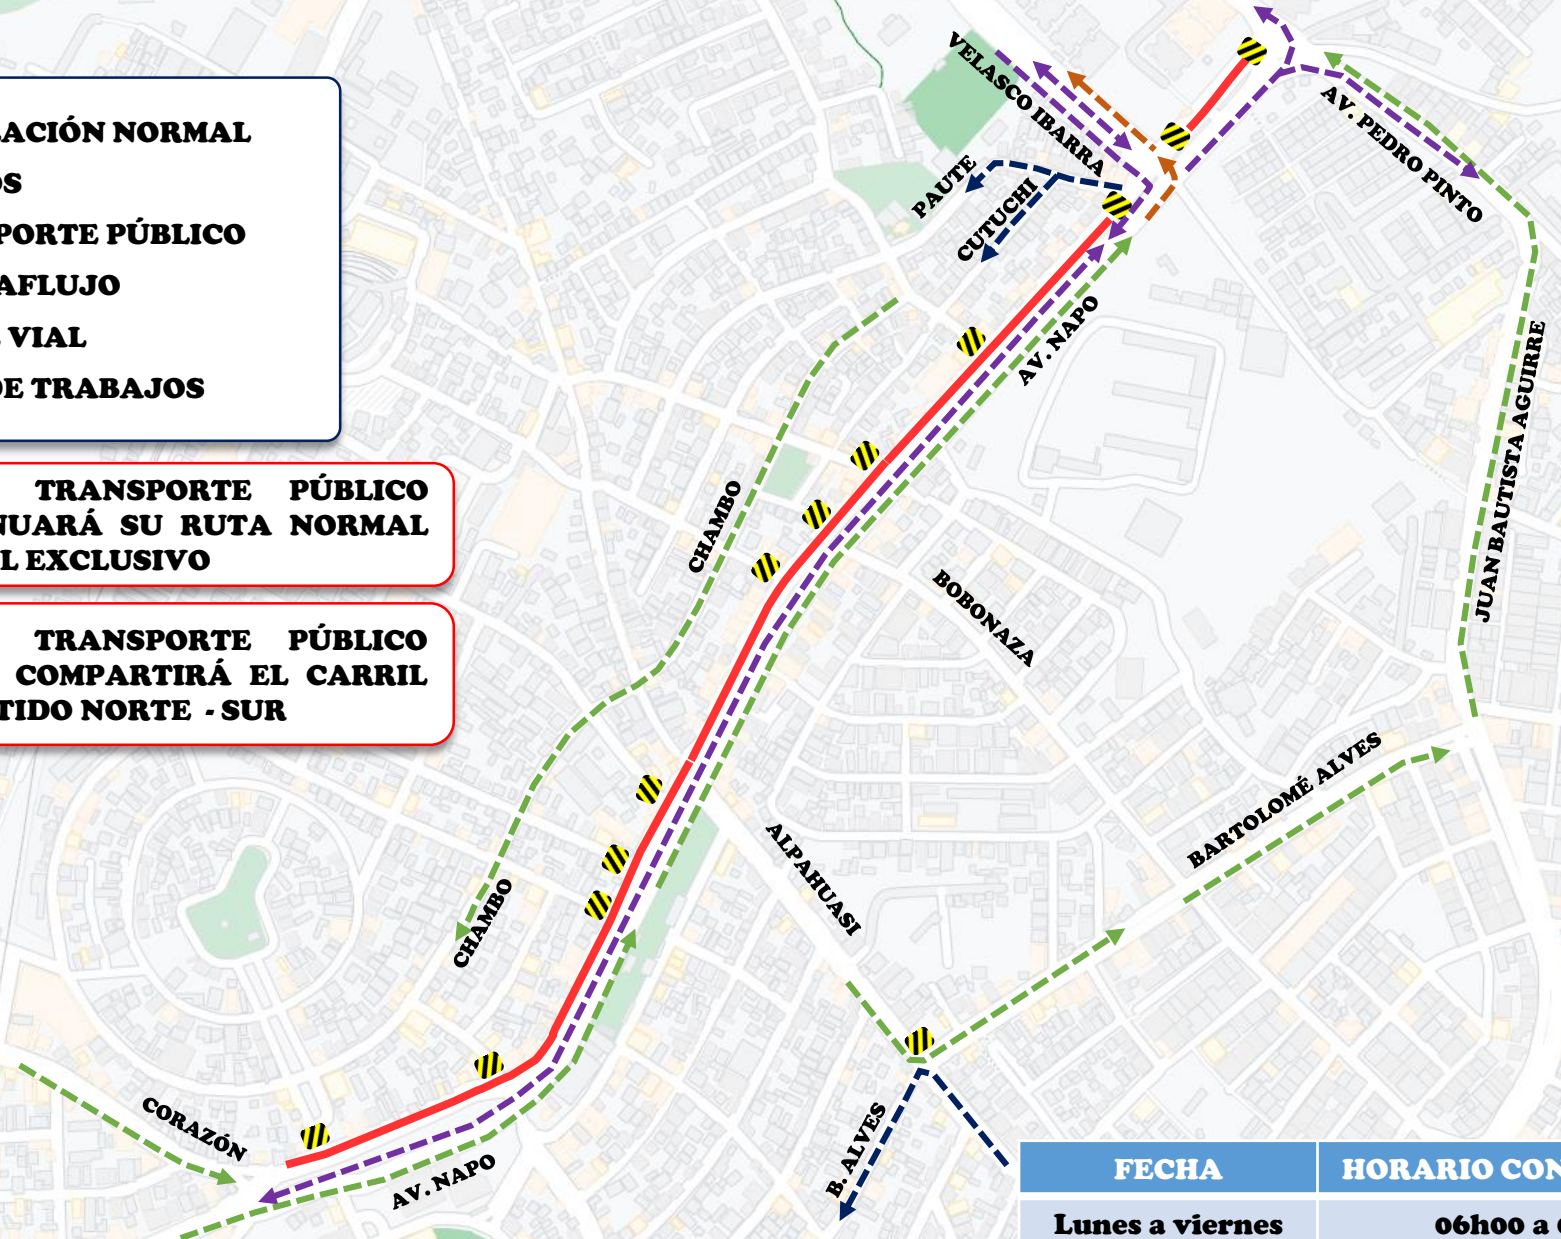 LACIÓN NORMAL
OS
PORTE PÚBLICO
AFLUJO
VIAL
DE TRABAJOS
TRANSPORTE PÚBLICO
NUARÁ SU RUTA NORMAL
L EXCLUSIVO
TRANSPORTE PÚBLICO
COMPARTIRÁ EL CARRIL
TIDO NORTE - SUR
VELASCO IBARRA
AV. PEDRO PINTO
PAUTE
CUTUCHI
AV. NAPO
JUAN BAUTISTA AGUIRRE
CHAMBO
BOBONAZA
BARTOLOMÉ ALVES
ALPAHUASI
CHAMBO
CORAZÓN
B. ALVES
AV. NAPO
FECHA
HORARIO CON
Lunes a viernes
06h00 a